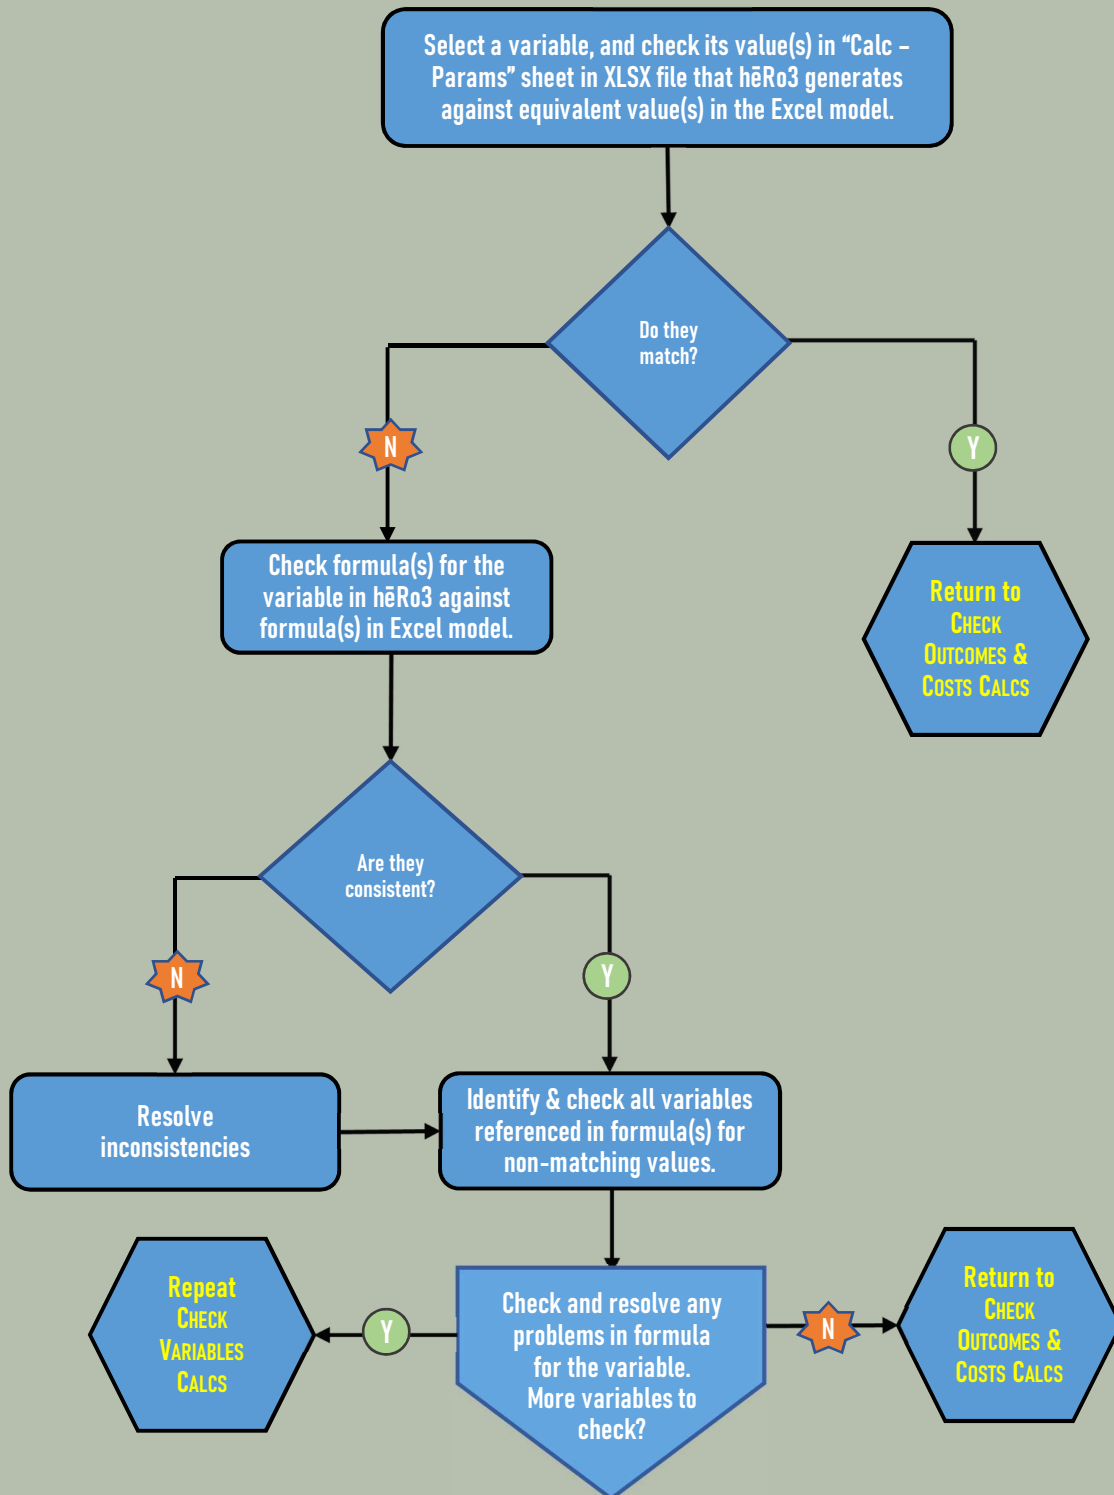 Select a variable, and check its value(s) in “Calc –
Params” sheet in XLSX file that hēRo3 generates
against equivalent value(s) in the Excel model.
Do they
match?
N
Y
Check formula(s) for the
variable in hēRo3 against
formula(s) in Excel model.
Return to
Check
Outcomes &
Costs Calcs
Are they
consistent?
N
Y
Resolve
inconsistencies
Identify & check all variables
referenced in formula(s) for
non-matching values.
Repeat
Check
Variables
Calcs
Y
Check and resolve any
problems in formula
for the variable.
More variables to
check?
N
Return to
Check
Outcomes &
Costs Calcs